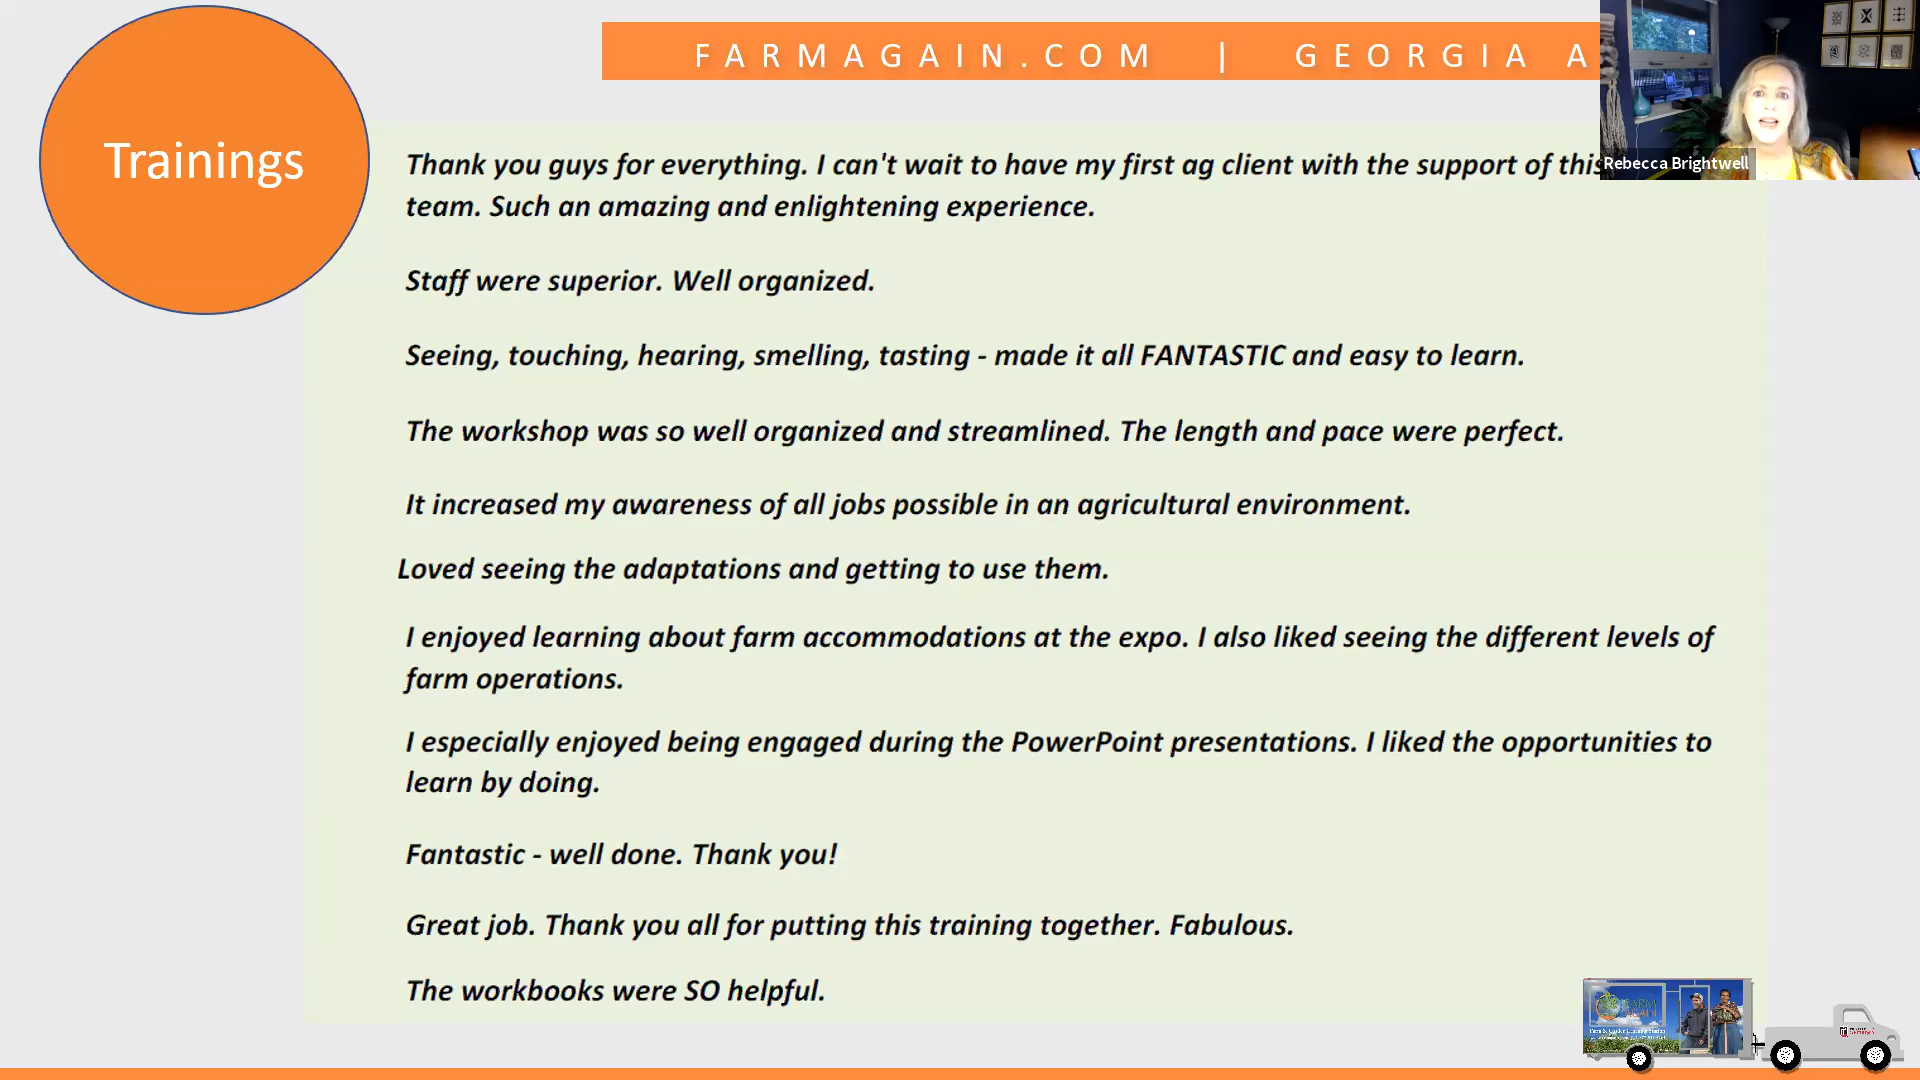 FARMAGAIN.COM | GEORGIA A
Rebecca Brightwell
Trainings
Thank you guys for everything. I can't wait to have my first ag client with the support of this
team. Such an amazing and enlightening experience.
Staff were superior. Well organized.
Seeing, touching, hearing, smelling, tasting - made it all FANTASTIC and easy to learn.
The workshop was so well organized and streamlined. The length and pace were perfect.
It increased my awareness of all jobs possible in an agricultural environment.
Loved seeing the adaptations and getting to use them.
I enjoyed learning about farm accommodations at the expo. I also liked seeing the different levels of
farm operations.
I especially enjoyed being engaged during the PowerPoint presentations. I liked the opportunities to
learn by doing.
Fantastic - well done. Thank you!
Great job. Thank you all for putting this training together. Fabulous.
The workbooks were SO helpful.
FARM
AGAIN